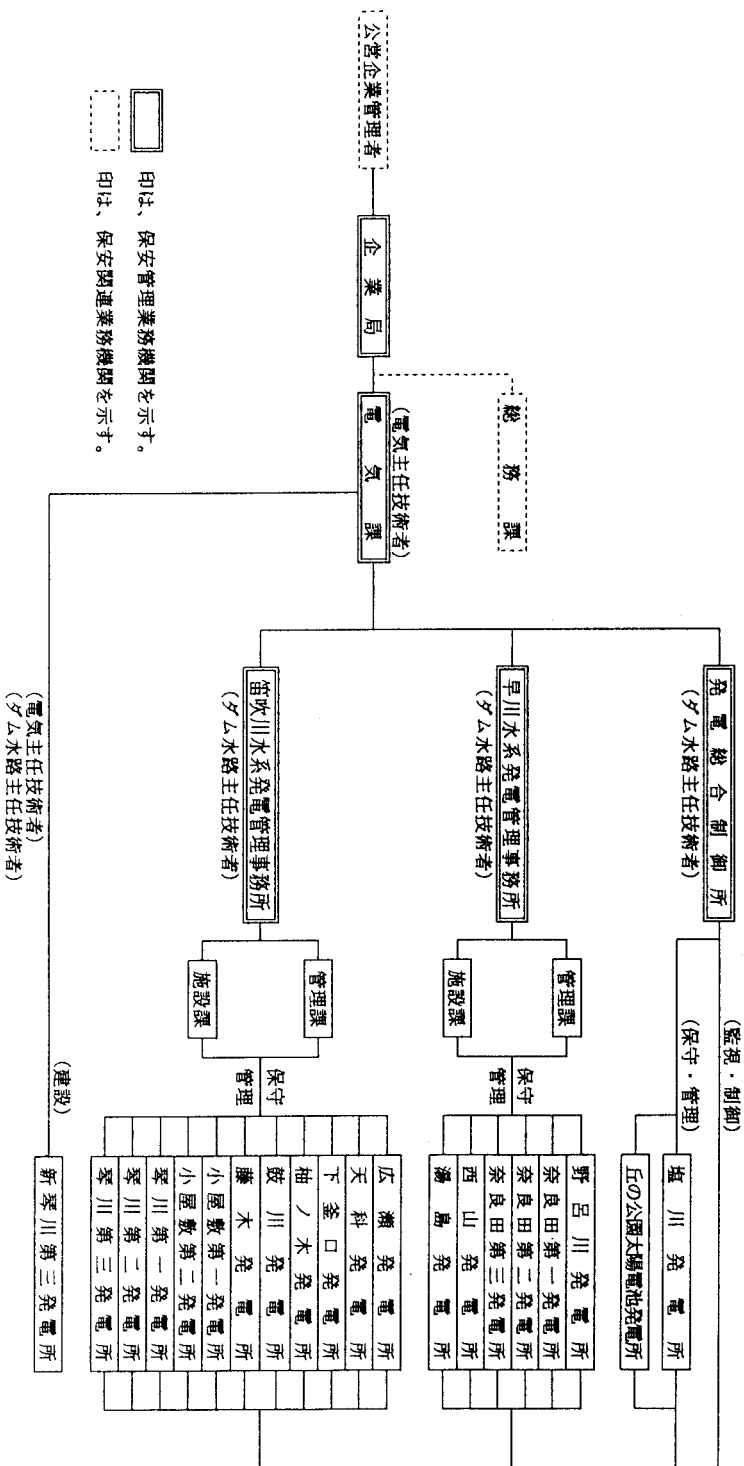 公営企業管理者
企業局
総務課
電気課
(電気主任技術者)
発電総合制御所
(ダム水路主任技術者)
早川水系発電管理事務所
(ダム水路主任技術者)
笛吹川水系発電管理事務所
(ダム水路主任技術者)
(電気主任技術者)
(ダム水路主任技術者)
管理課
施設課
管理課
施設課
(監視・制御)
(保守・管理)
保守
管理
保守
管理
(建設)
塩川発電所
丘の公園太陽電池発電所
野呂川発電所
奈良田第一発電所
奈良田第二発電所
奈良田第三発電所
西山発電所
湯島発電所
広瀬発電所
天科発電所
下釜口発電所
柚ノ木発電所
鼓川発電所
藤木発電所
小屋敷第一発電所
小屋敷第二発電所
琴川第一発電所
琴川第二発電所
琴川第三発電所
新琴川第三発電所
印は、保安管理業務機関を示す。
印は、保安関連業務機関を示す。